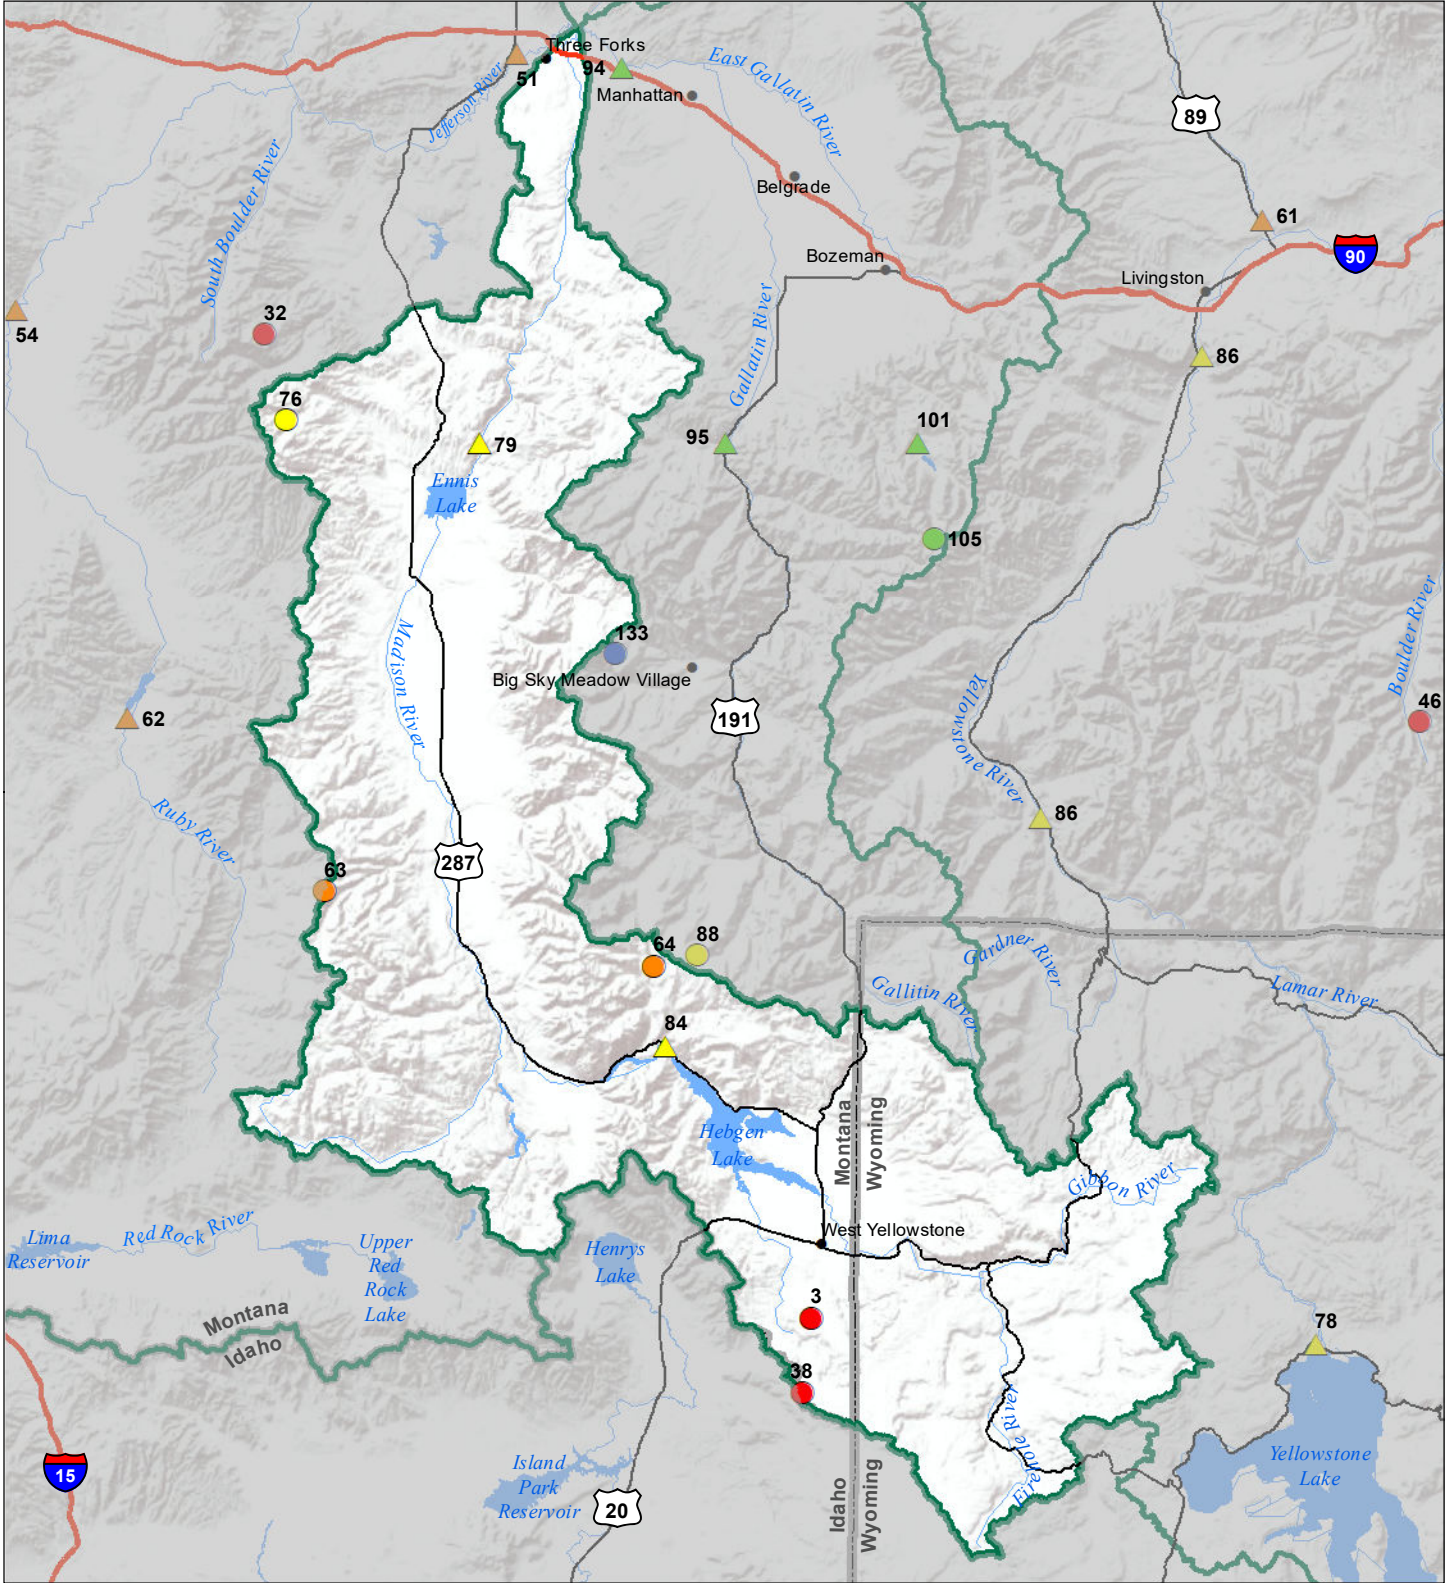 Three Forks
51
94
Manhattan
East Gallatin River
Jefferson River
89
South Boulder River
Belgrade
61
90
Bozeman
Livingston
54
32
Gallatin River
86
76
79
95
101
Ennis
Lake
105
133
Big Sky Meadow Village
Madison River
Boulder River
46
62
191
Yellowstone River
Ruby River
86
287
63
64
88
Gardner River
Gallitin River
Lamar River
84
Hebgen
Lake
Montana
Wyoming
Gibbon River
West Yellowstone
Lima
Reservoir
Red Rock River
Upper
Red
Rock
Lake
Henrys
Lake
Montana
Idaho
3
38
78
Firehole River
15
Island
Park
Reservoir
20
Idaho
Wyoming
Yellowstone
Lake